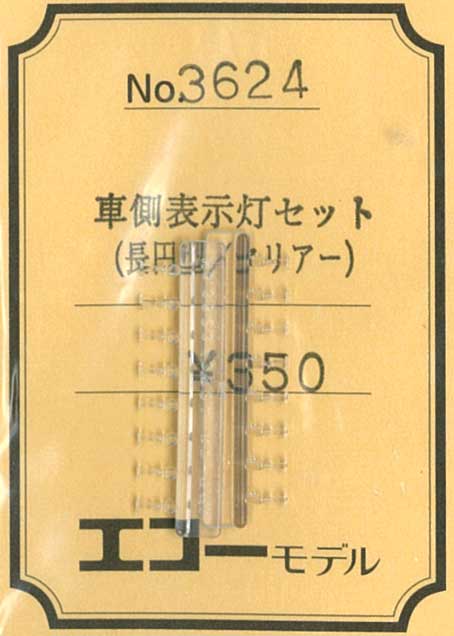 No.3624
車側表示灯セット
(長円型/クリアー)
¥350
エコーモデル